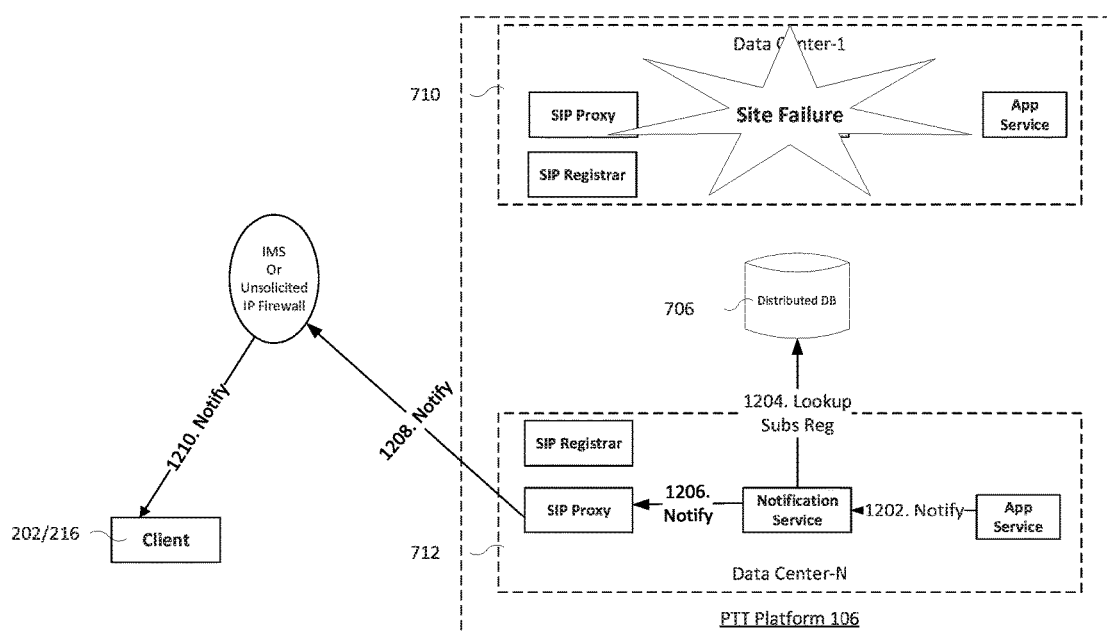 Data Center-1
710
SIP Proxy
Site Failure
App
Service
SIP Registrar
IMS
Or
Unsolicited
IP Firewall
706
Distributed DB
1204. Lookup
Subs Reg
1210. Notify
1208. Notify
SIP Registrar
SIP Proxy
1206.
Notify
Notification
Service
1202. Notify
App
Service
202/216
Client
712
Data Center-N
PTT Platform 106